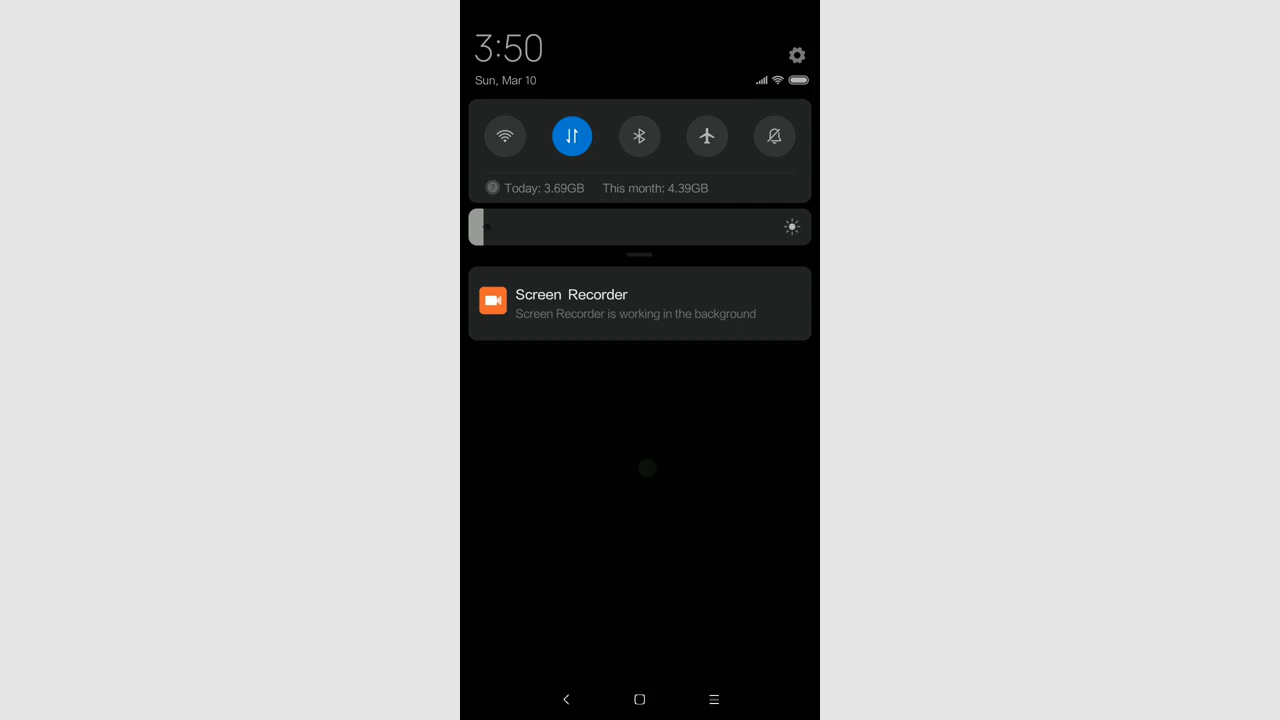 3:50
Sun, Mar 10
Today: 3.69GB This month: 4.39GB
Screen Recorder
Screen Recorder is working in the background